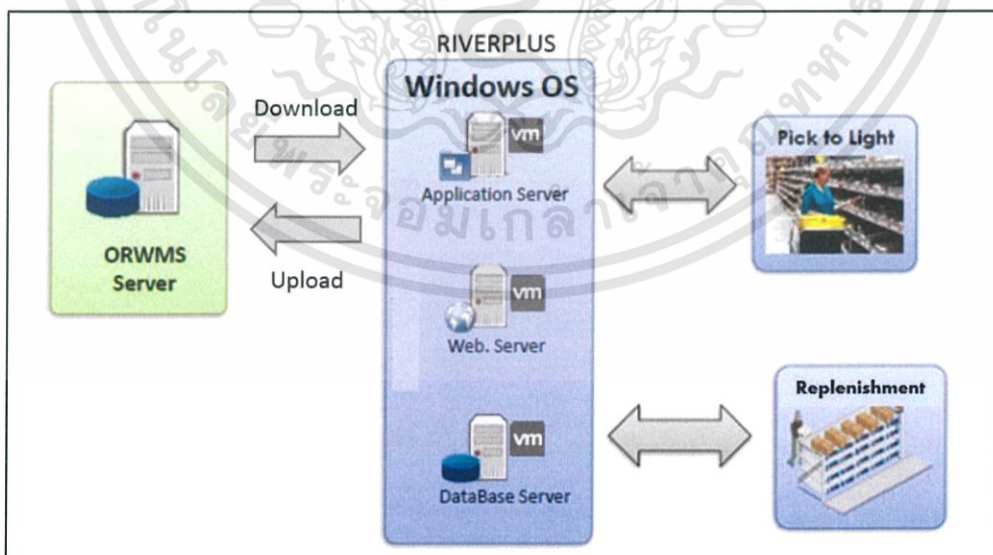 RIVERPLUS
Windows OS
Download
vm
Application Server
Pick to Light
ORWMS
Server
Upload
vm
Web. Server
Replenishment
vm
DataBase Server